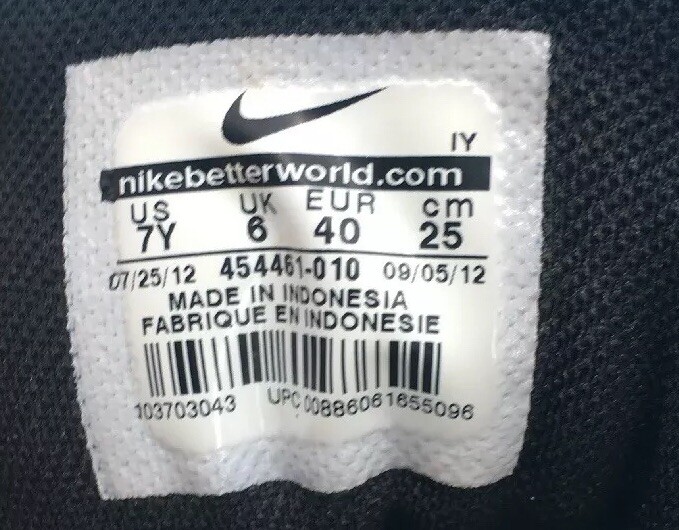 IY
nikebetterworld.com
US UK EUR cm
7Y 6 40 25
07/25/12 454461-010 09/05/12
MADE IN INDONESIA
FABRIQUE EN INDONESIE
103703043 UPC 00886061655096